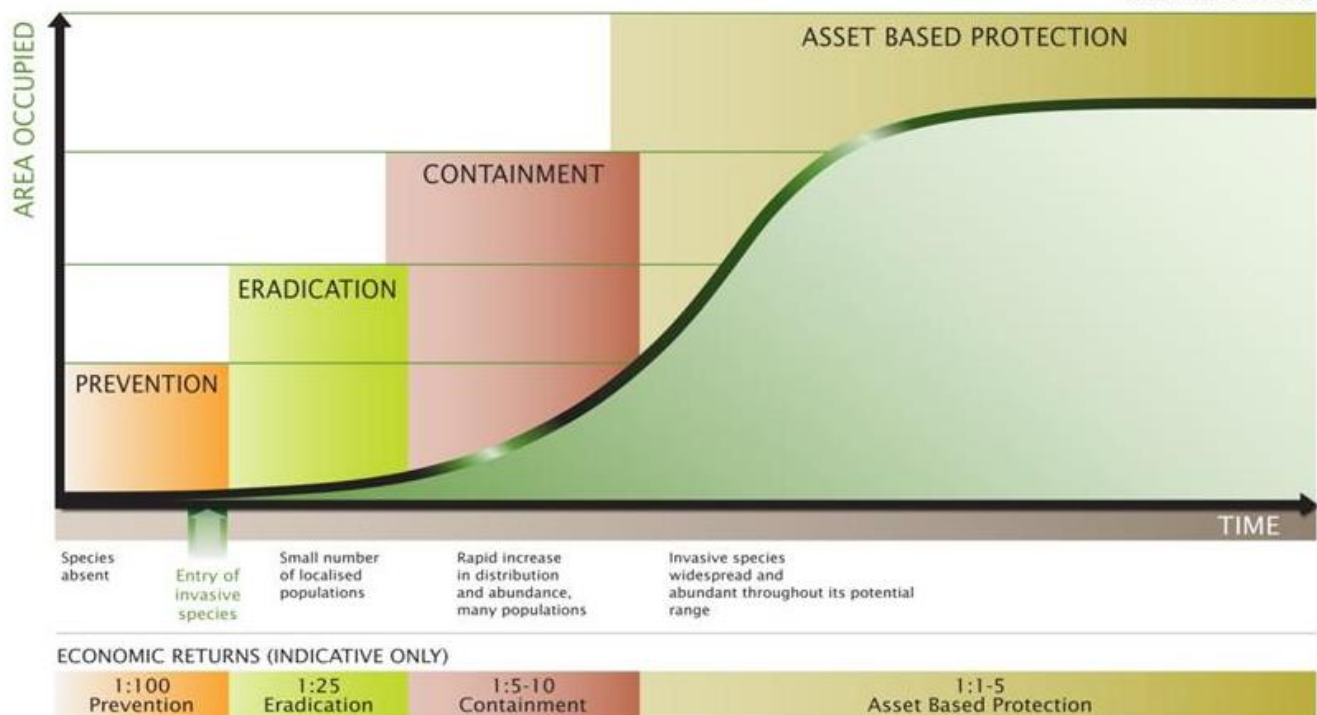 AREA OCCUPIED
ASSET BASED PROTECTION
CONTAINMENT
ERADICATION
PREVENTION
TIME
Species
absent
Entry of
invasive
species
Small number
of localised
populations
Rapid increase
in distribution
and abundance,
many populations
Invasive species
widespread and
abundant throughout its potential
range
ECONOMIC RETURNS (INDICATIVE ONLY)
1:100
Prevention
1:25
Eradication
1:5-10
Containment
1:1-5
Asset Based Protection